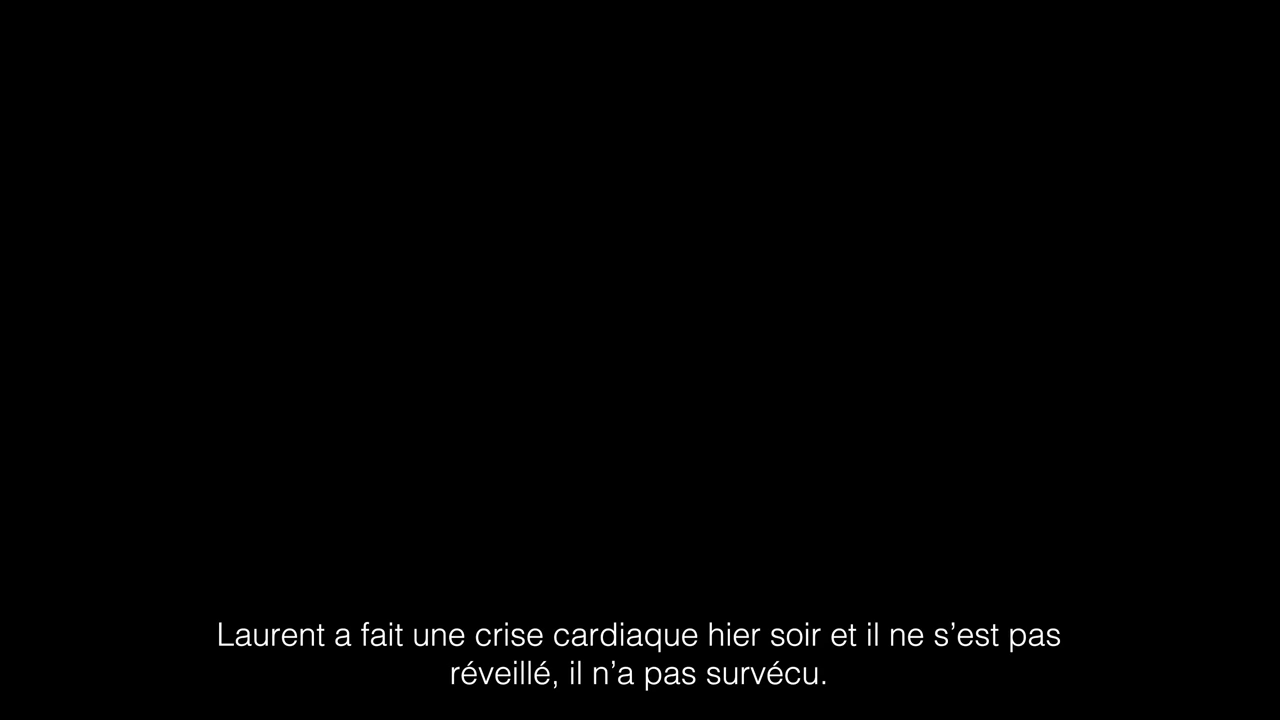 Laurent a fait une crise cardiaque hier soir et il ne s’est pas
réveillé, il n’a pas survécu.